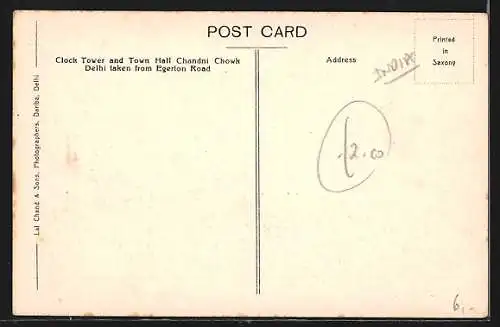 POST CARD
Clock Tower and Town Hall Chandni Chowk
Delhi taken from Egerton Road
Address
Printed
in
Saxony
INDIA
2.00
Lal Chand & Sons, Photographers, Dariba, Delhi
6,-